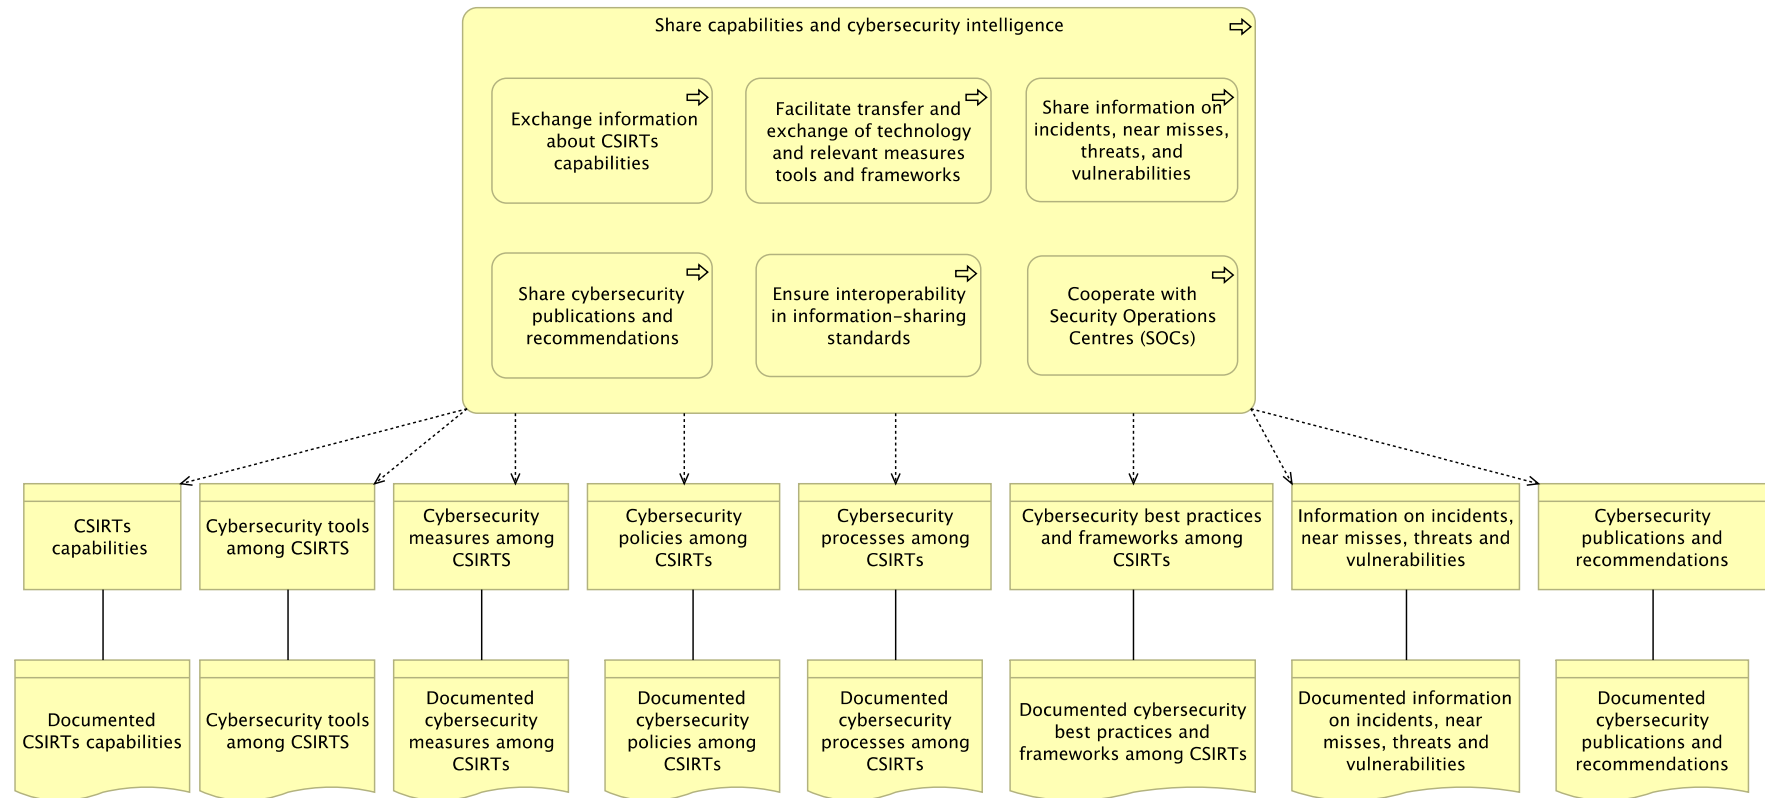 Share capabilities and cybersecurity intelligence
Exchange information
about CSIRTs
capabilities
Facilitate transfer and
exchange of technology
and relevant measures
tools and frameworks
Share information on
incidents, near misses,
threats, and
vulnerabilities
Share cybersecurity
publications and
recommendations
Ensure interoperability
in information-sharing
standards
Cooperate with
Security Operations
Centres (SOCs)
CSIRTs
capabilities
Cybersecurity tools
among CSIRTS
Cybersecurity
measures among
CSIRTS
Cybersecurity
policies among
CSIRTs
Cybersecurity
processes among
CSIRTs
Cybersecurity best practices
and frameworks among
CSIRTs
Information on incidents,
near misses, threats and
vulnerabilities
Cybersecurity
publications and
recommendations
Documented
CSIRTs capabilities
Cybersecurity tools
among CSIRTS
Documented
cybersecurity
measures among
CSIRTs
Documented
cybersecurity
policies among
CSIRTs
Documented
cybersecurity
processes among
CSIRTs
Documented cybersecurity
best practices and
frameworks among CSIRTs
Documented information
on incidents, near
misses, threats and
vulnerabilities
Documented
cybersecurity
publications and
recommendations